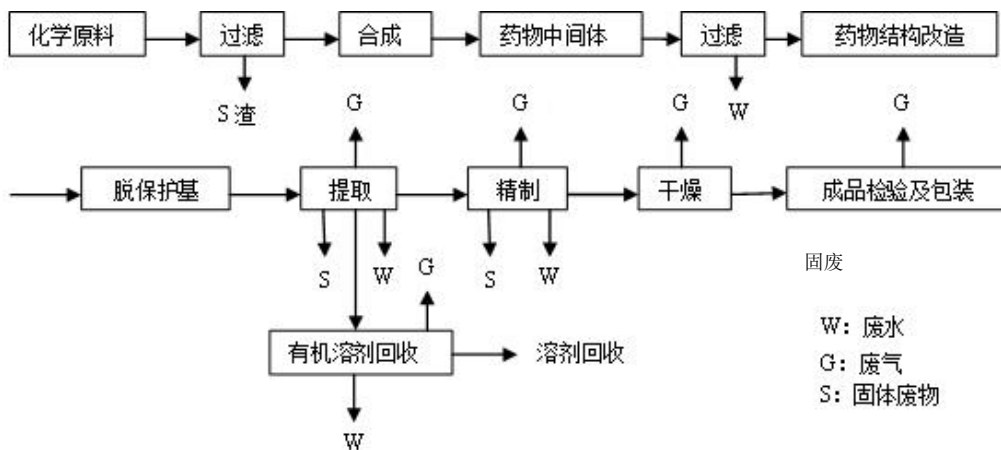 化学原料
过滤
合成
药物中间体
过滤
药物结构改造
S 渣
G
G
G
W
G
脱保护基
提取
精制
干燥
成品检验及包装
S
W
G
S
W
固废
有机溶剂回收
溶剂回收
W
W: 废水
G: 废气
S: 固体废物